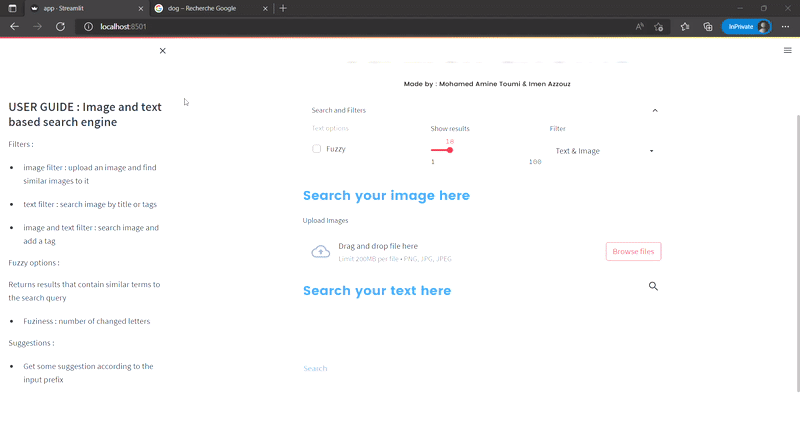 app · Streamlit
dog – Recherche Google
localhost:8501
InPrivate
Made by : Mohamed Amine Toumi & Imen Azzouz
USER GUIDE : Image and text
based search engine
Filters :
image filter : upload an image and find
similar images to it
text filter : search image by title or tags
image and text filter : search image and
add a tag
Fuzzy options :
Returns results that contain similar terms to
the search query
Fuziness : number of changed letters
Suggestions :
Get some suggestion according to the
input prefix
Search and Filters
Text options
Show results
Filter
Fuzzy
10
1
100
Text & Image
Search your image here
Upload Images
Drag and drop file here
Limit 200MB per file • PNG, JPG, JPEG
Browse files
Search your text here
Search